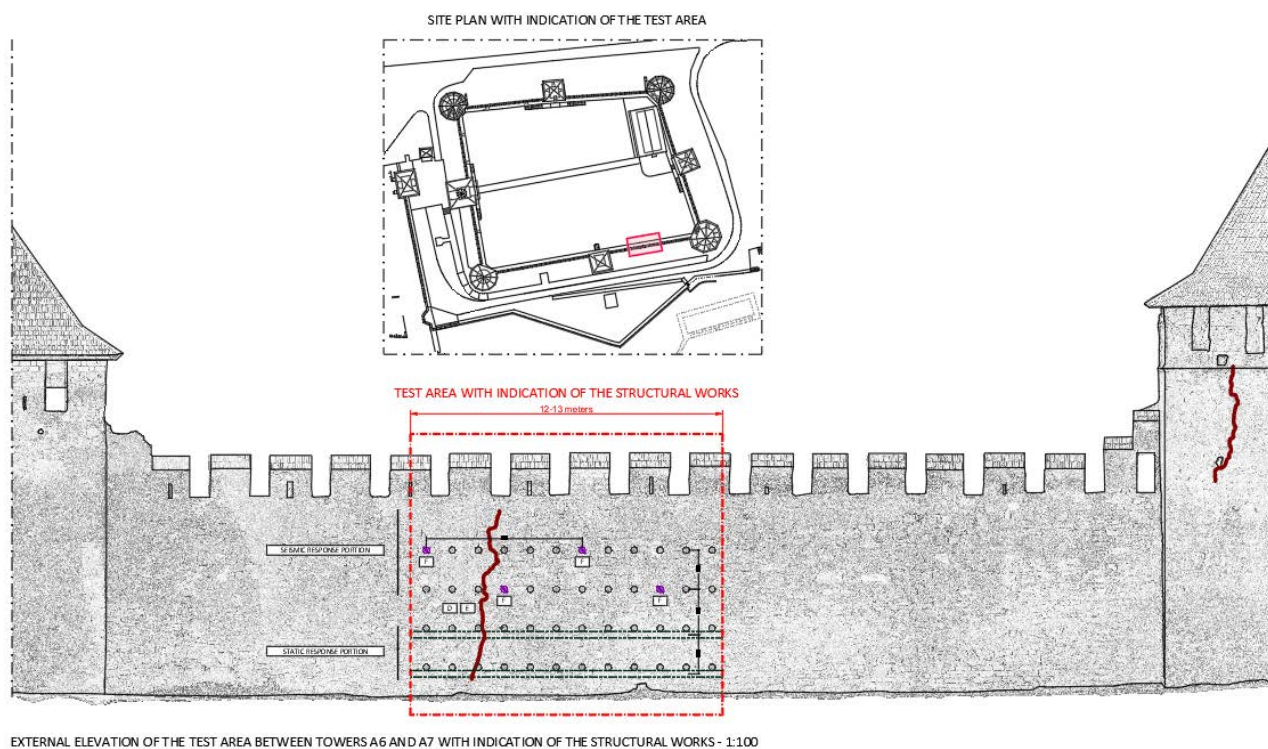 SITE PLAN WITH INDICATION OF THE TEST AREA
TEST AREA WITH INDICATION OF THE STRUCTURAL WORKS
12-13 meters
SEISMIC RESPONSE PORTION
F
F
D
E
F
F
STATIC RESPONSE PORTION
EXTERNAL ELEVATION OF THE TEST AREA BETWEEN TOWERS A6 AND A7 WITH INDICATION OF THE STRUCTURAL WORKS - 1:100